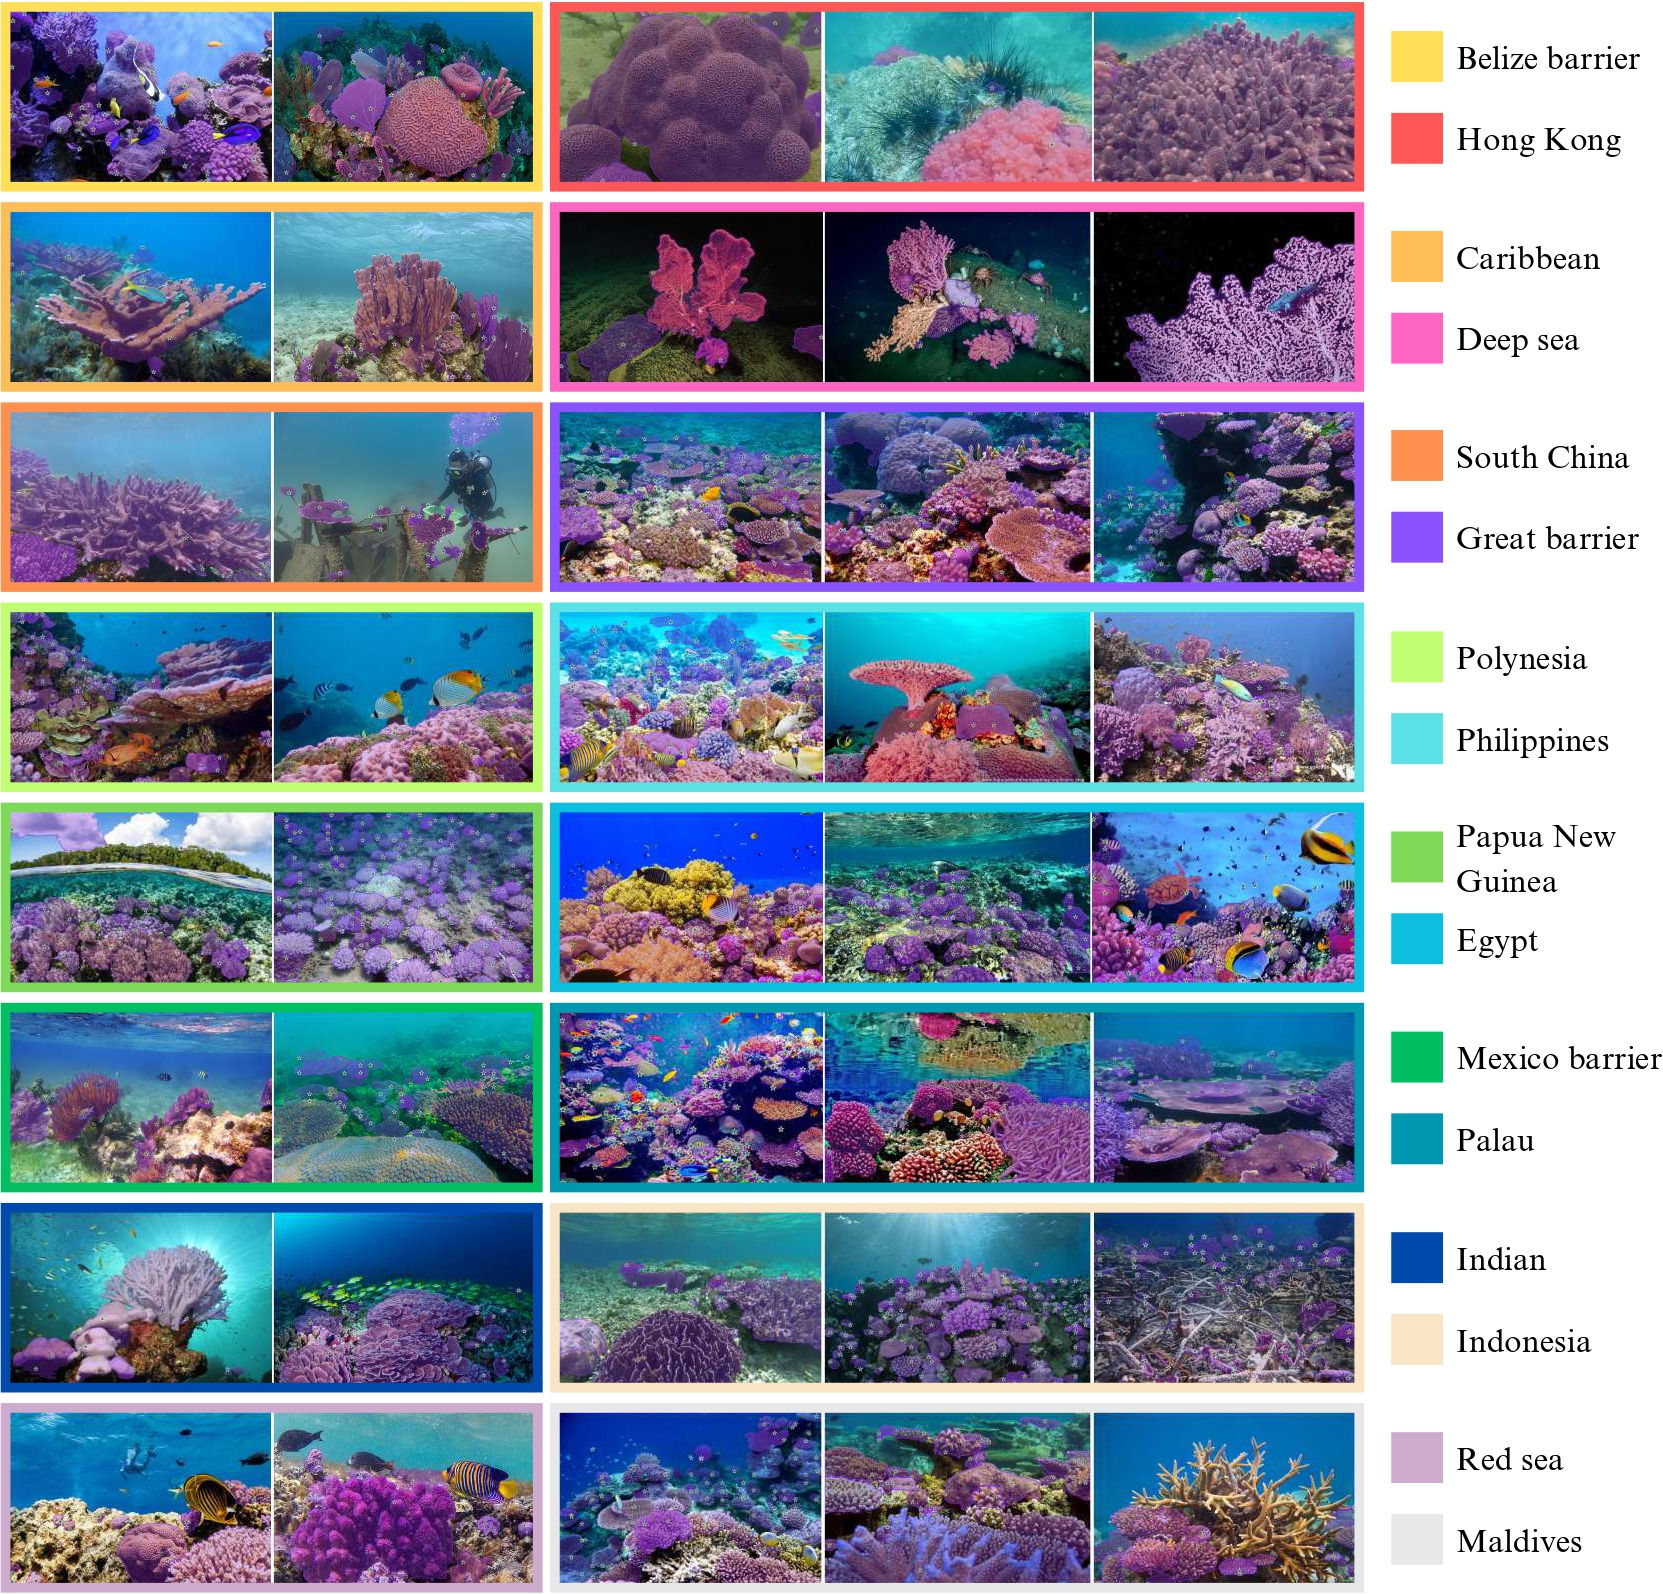 Belize barrier
Hong Kong
Caribbean
Deep sea
South China
Great barrier
Polynesia
Philippines
Papua New
Guinea
Egypt
Mexico barrier
Palau
Indian
Indonesia
Red sea
Maldives